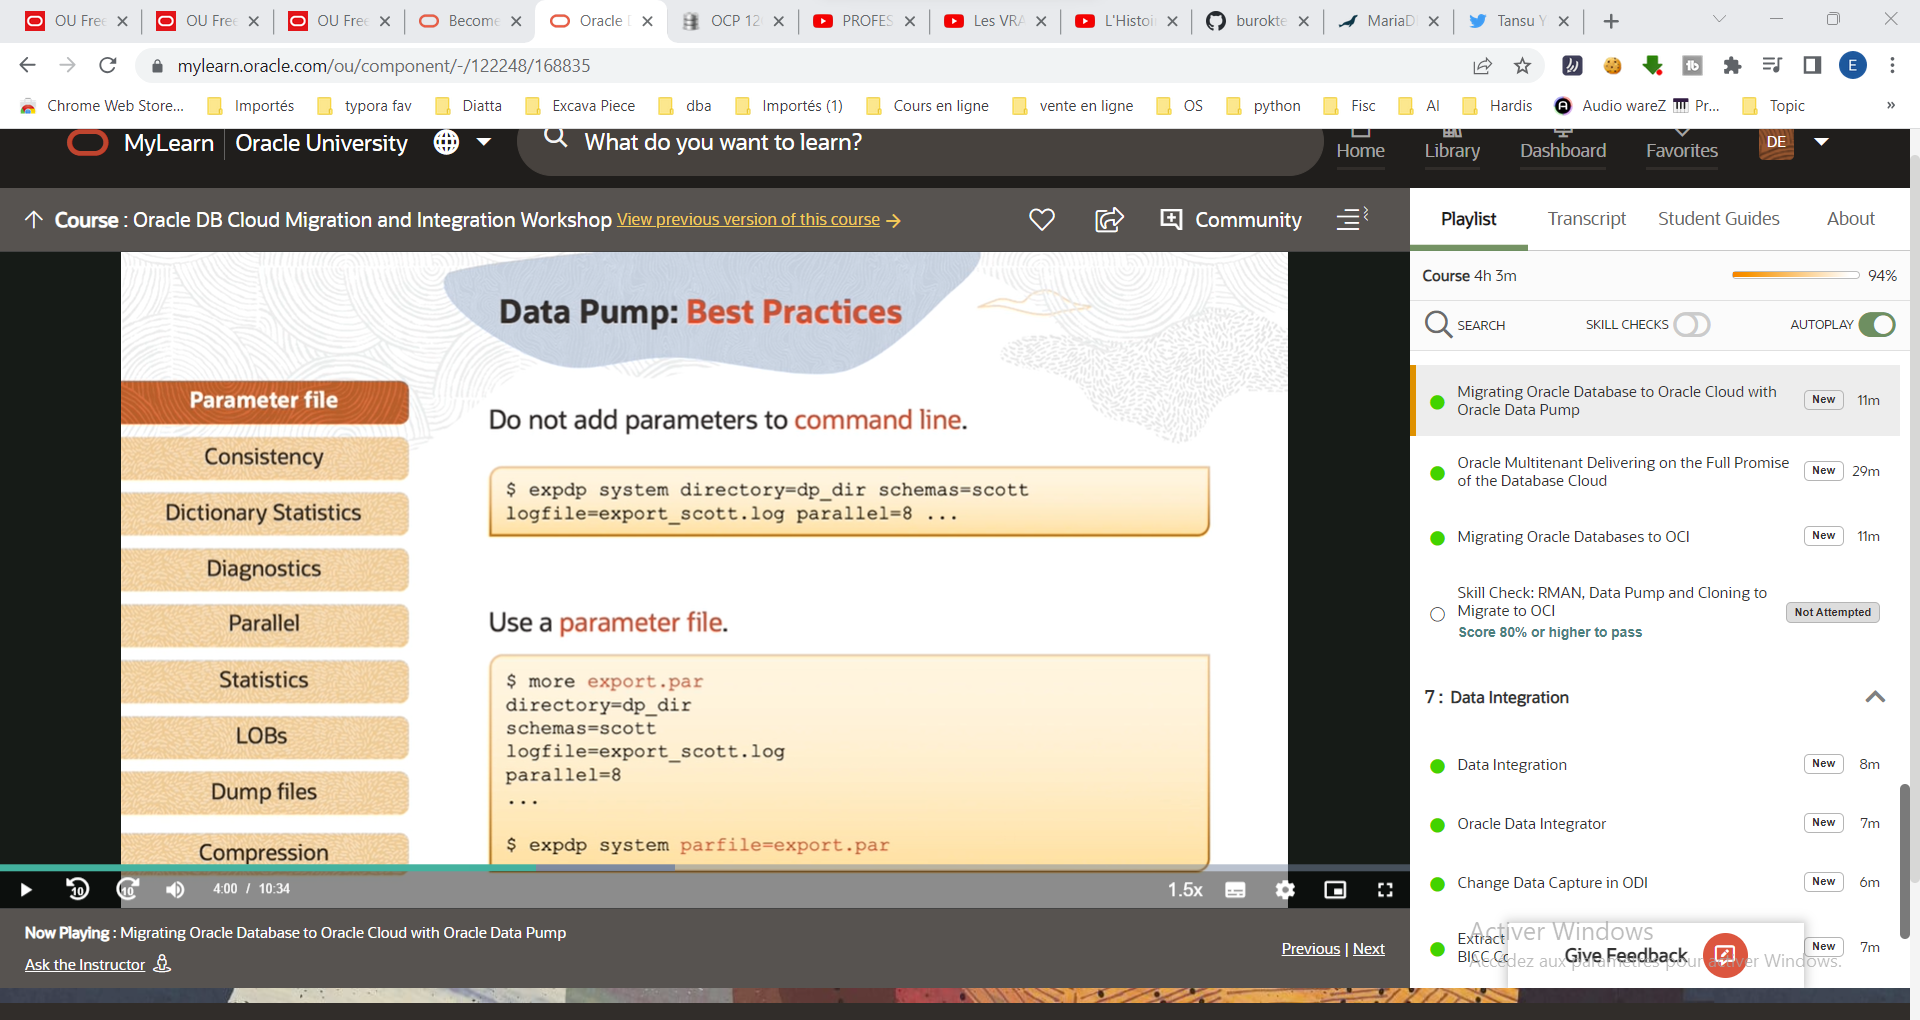 OU Free
OU Free
OU Free
Become
Oracle
OCP 12
PROFES
Les VRA
L'Histoi
burokte
MariaD
Tansu Y
mylearn.oracle.com/ou/component/-/122248/168835
E
Chrome Web Store...
Importés
typora fav
Diatta
Excava Piece
dba
Importés (1)
Cours en ligne
vente en ligne
OS
python
Fisc
AI
Hardis
Audio wareZ
Pr...
Topic
»
MyLearn
Oracle University
What do you want to learn?
Home
Library
Dashboard
Favorites
DE
Course : Oracle DB Cloud Migration and Integration Workshop View previous version of this course
Community
Playlist
Transcript
Student Guides
About
Course 4h 3m
94%
SEARCH
SKILL CHECKS
AUTOPLAY
Data Pump: Best Practices
Parameter file
Consistency
Dictionary Statistics
Diagnostics
Parallel
Statistics
LOBs
Dump files
Compression
Do not add parameters to command line.
$ expdp system directory=dp_dir schemas=scott
logfile=export_scott.log parallel=8 ...
Use a parameter file.
$ more export.par
directory=dp_dir
schemas=scott
logfile=export_scott.log
parallel=8
...
$ expdp system parfile=export.par
Migrating Oracle Database to Oracle Cloud with
Oracle Data Pump
New
11m
Oracle Multitenant Delivering on the Full Promise
of the Database Cloud
New
29m
Migrating Oracle Databases to OCI
New
11m
Skill Check: RMAN, Data Pump and Cloning to
Migrate to OCI
Score 80% or higher to pass
Not Attempted
7 : Data Integration
Data Integration
New
8m
Oracle Data Integrator
New
7m
Change Data Capture in ODI
New
6m
Extract
BICC Co
New
7m
Activer Windows
Accédez aux paramètres pour activer Windows.
Give Feedback
10
10
4:00 / 10:34
1.5x
Now Playing : Migrating Oracle Database to Oracle Cloud with Oracle Data Pump
Ask the Instructor
Previous | Next